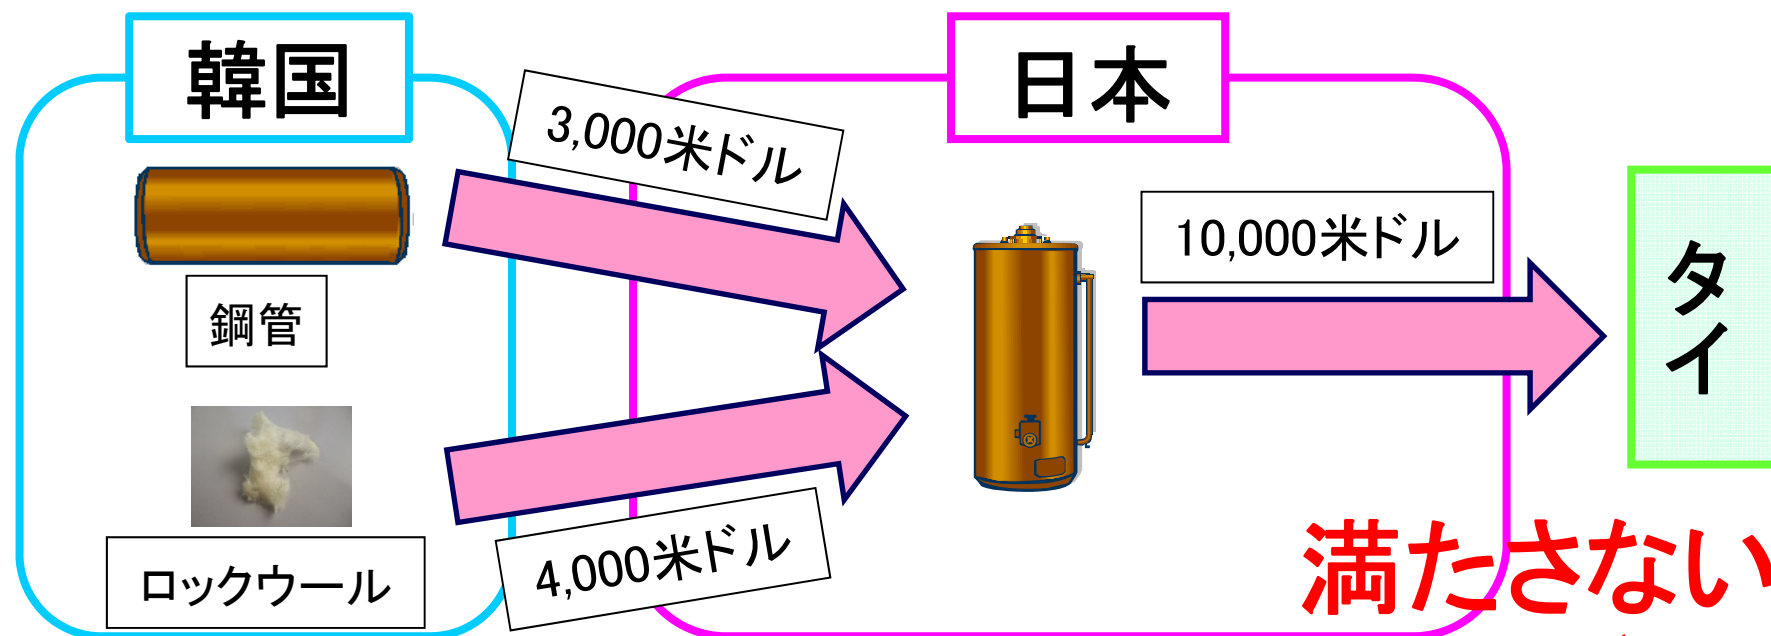 韓国
日本
3,000米ドル
10,000米ドル
タイ
鋼管
4,000米ドル
ロックウール
満たさない